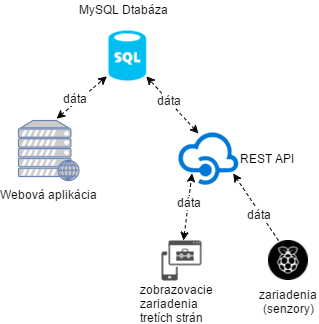 MySQL Dtabáza
SQL
dáta
dáta
Webová aplikácia
REST API
dáta
dáta
zobrazovacie
zariadenia
tretích strán
zariadenia
(senzory)